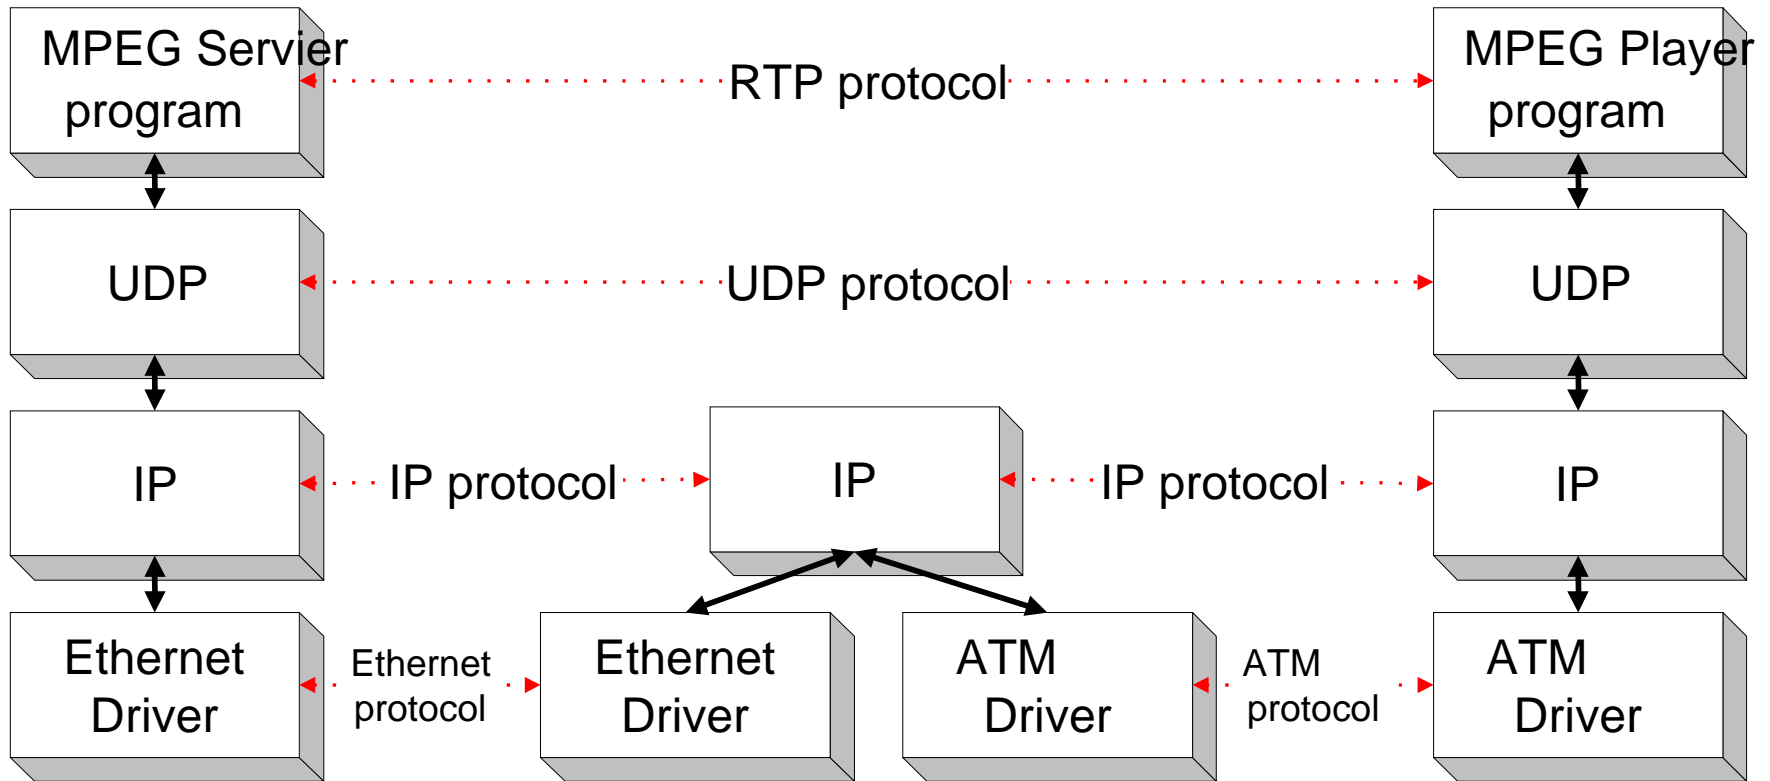 MPEG Servier
program
RTP protocol
MPEG Player
program
UDP
UDP protocol
UDP
IP
IP protocol
IP
IP protocol
IP
Ethernet
Driver
Ethernet
protocol
Ethernet
Driver
ATM
Driver
ATM
protocol
ATM
Driver